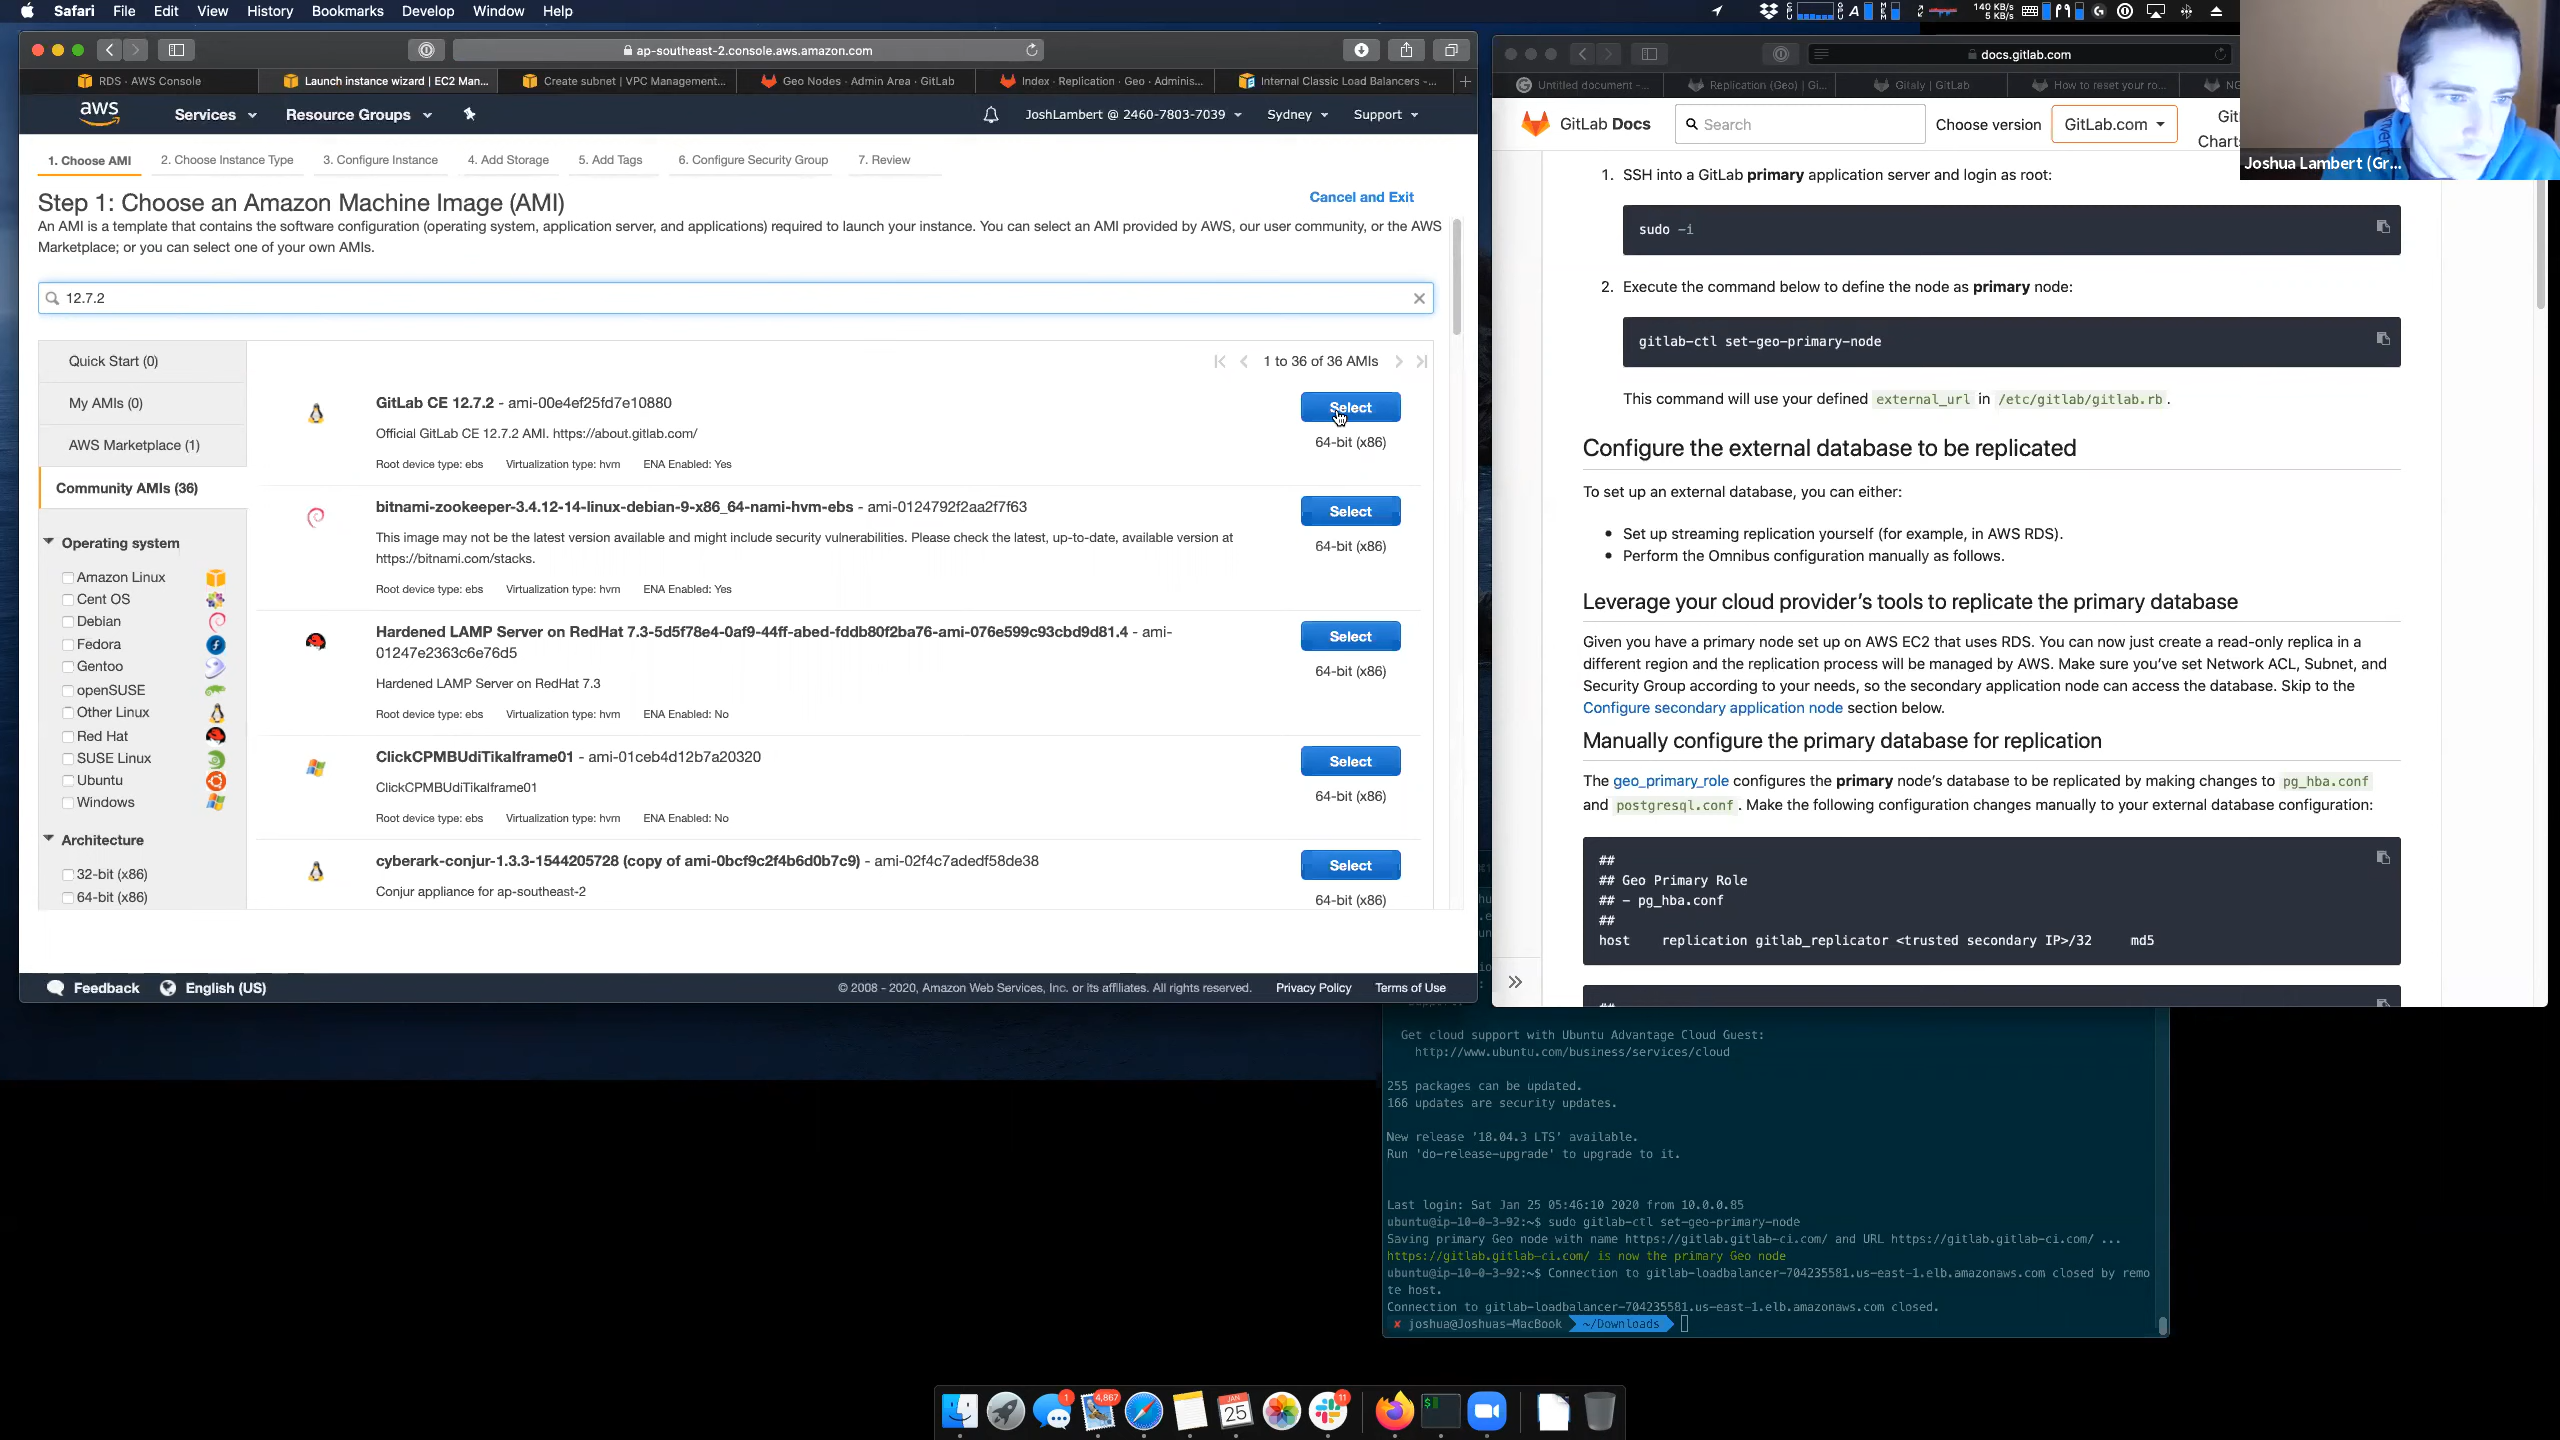 Safari File Edit View History Bookmarks Develop Window Help
140 KB/s
5 KB/s
ap-southeast-2.console.aws.amazon.com
RDS · AWS Console
Launch instance wizard | EC2 Man...
Create subnet | VPC Management...
Geo Nodes · Admin Area · GitLab
Index · Replication · Geo · Adminis...
Internal Classic Load Balancers -...
aws
Services
Resource Groups
JoshLambert @ 2460-7803-7039
Sydney
Support
1. Choose AMI
2. Choose Instance Type
3. Configure Instance
4. Add Storage
5. Add Tags
6. Configure Security Group
7. Review
Step 1: Choose an Amazon Machine Image (AMI)
Cancel and Exit
An AMI is a template that contains the software configuration (operating system, application server, and applications) required to launch your instance. You can select an AMI provided by AWS, our user community, or the AWS
Marketplace; or you can select one of your own AMIs.
12.7.2
Quick Start (0)
My AMIs (0)
AWS Marketplace (1)
Community AMIs (36)
Operating system
Amazon Linux
Cent OS
Debian
Fedora
Gentoo
openSUSE
Other Linux
Red Hat
SUSE Linux
Ubuntu
Windows
Architecture
32-bit (x86)
64-bit (x86)
1 to 36 of 36 AMIs
GitLab CE 12.7.2 - ami-00e4ef25fd7e10880
Select
Official GitLab CE 12.7.2 AMI. https://about.gitlab.com/
64-bit (x86)
Root device type: ebs Virtualization type: hvm ENA Enabled: Yes
bitnami-zookeeper-3.4.12-14-linux-debian-9-x86_64-nami-hvm-ebs - ami-0124792f2aa2f7f63
Select
This image may not be the latest version available and might include security vulnerabilities. Please check the latest, up-to-date, available version at
64-bit (x86)
https://bitnami.com/stacks.
Root device type: ebs Virtualization type: hvm ENA Enabled: Yes
Hardened LAMP Server on RedHat 7.3-5d5f78e4-0af9-44ff-abed-fddb80f2ba76-ami-076e599c93cbd9d81.4 - ami-
01247e2363c6e76d5
Select
64-bit (x86)
Hardened LAMP Server on RedHat 7.3
Root device type: ebs Virtualization type: hvm ENA Enabled: No
ClickCPMBUdiTikaIframe01 - ami-01ceb4d12b7a20320
Select
ClickCPMBUdiTikaIframe01
64-bit (x86)
Root device type: ebs Virtualization type: hvm ENA Enabled: No
cyberark-conjur-1.3.3-1544205728 (copy of ami-0bcf9c2f4b6d0b7c9) - ami-02f4c7adedf58de38
Select
Conjur appliance for ap-southeast-2
64-bit (x86)
Feedback
English (US)
© 2008 - 2020, Amazon Web Services, Inc. or its affiliates. All rights reserved.
Privacy Policy
Terms of Use
docs.gitlab.com
Untitled document -...
Replication (Geo) | Gi...
Gitaly | GitLab
How to reset your ro...
GitLab Docs
Search
Choose version
GitLab.com
Joshua Lambert (Gr...
1. SSH into a GitLab primary application server and login as root:
sudo -i
2. Execute the command below to define the node as primary node:
gitlab-ctl set-geo-primary-node
This command will use your defined external_url in /etc/gitlab/gitlab.rb.
Configure the external database to be replicated
To set up an external database, you can either:
• Set up streaming replication yourself (for example, in AWS RDS).
• Perform the Omnibus configuration manually as follows.
Leverage your cloud provider's tools to replicate the primary database
Given you have a primary node set up on AWS EC2 that uses RDS. You can now just create a read-only replica in a
different region and the replication process will be managed by AWS. Make sure you've set Network ACL, Subnet, and
Security Group according to your needs, so the secondary application node can access the database. Skip to the
Configure secondary application node section below.
Manually configure the primary database for replication
The geo_primary_role configures the primary node's database to be replicated by making changes to pg_hba.conf
and postgresql.conf. Make the following configuration changes manually to your external database configuration:
##
## Geo Primary Role
## - pg_hba.conf
##
host replication gitlab_replicator <trusted secondary IP>/32 md5
##
Get cloud support with Ubuntu Advantage Cloud Guest:
http://www.ubuntu.com/business/services/cloud
255 packages can be updated.
166 updates are security updates.
New release '18.04.3 LTS' available.
Run 'do-release-upgrade' to upgrade to it.
Last login: Sat Jan 25 05:46:10 2020 from 10.0.0.85
ubuntu@ip-10-0-3-92:~$ sudo gitlab-ctl set-geo-primary-node
Saving primary Geo node with name https://gitlab.gitlab-ci.com/ and URL https://gitlab.gitlab-ci.com/ ...
https://gitlab.gitlab-ci.com/ is now the primary Geo node
ubuntu@ip-10-0-3-92:~$ Connection to gitlab-loadbalancer-704235581.us-east-1.elb.amazonaws.com closed by remo
te host.
Connection to gitlab-loadbalancer-704235581.us-east-1.elb.amazonaws.com closed.
✘ joshua@Joshuas-MacBook ~/Downloads
1
4,867
JAN
25
11